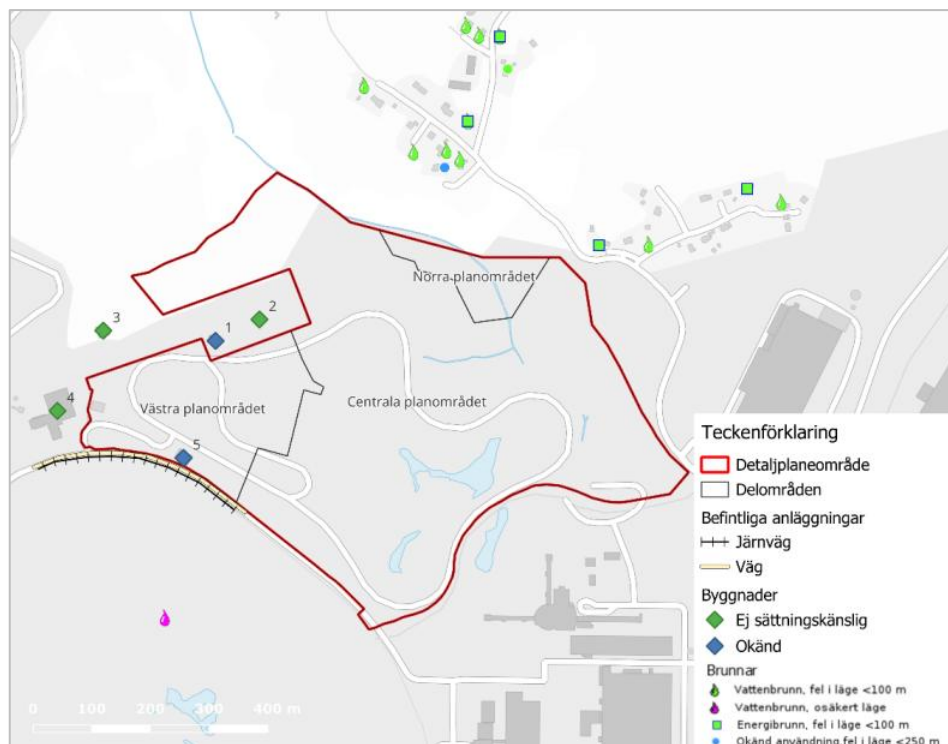 Norra planområdet
2
1
3
Centrala planområdet
Västra planområdet
4
5
Teckenförklaring
Detaljplaneområde
Delområden
Befintliga anläggningar
Järnväg
Väg
Byggnader
Ej sättningskänslig
Okänd
Brunnar
Vattenbrunn, fel i läge <100 m
Vattenbrunn, osäkert läge
Energibrunn, fel i läge <100 m
Okänd användning fel i läge <250 m
0 100 200 300 400 m